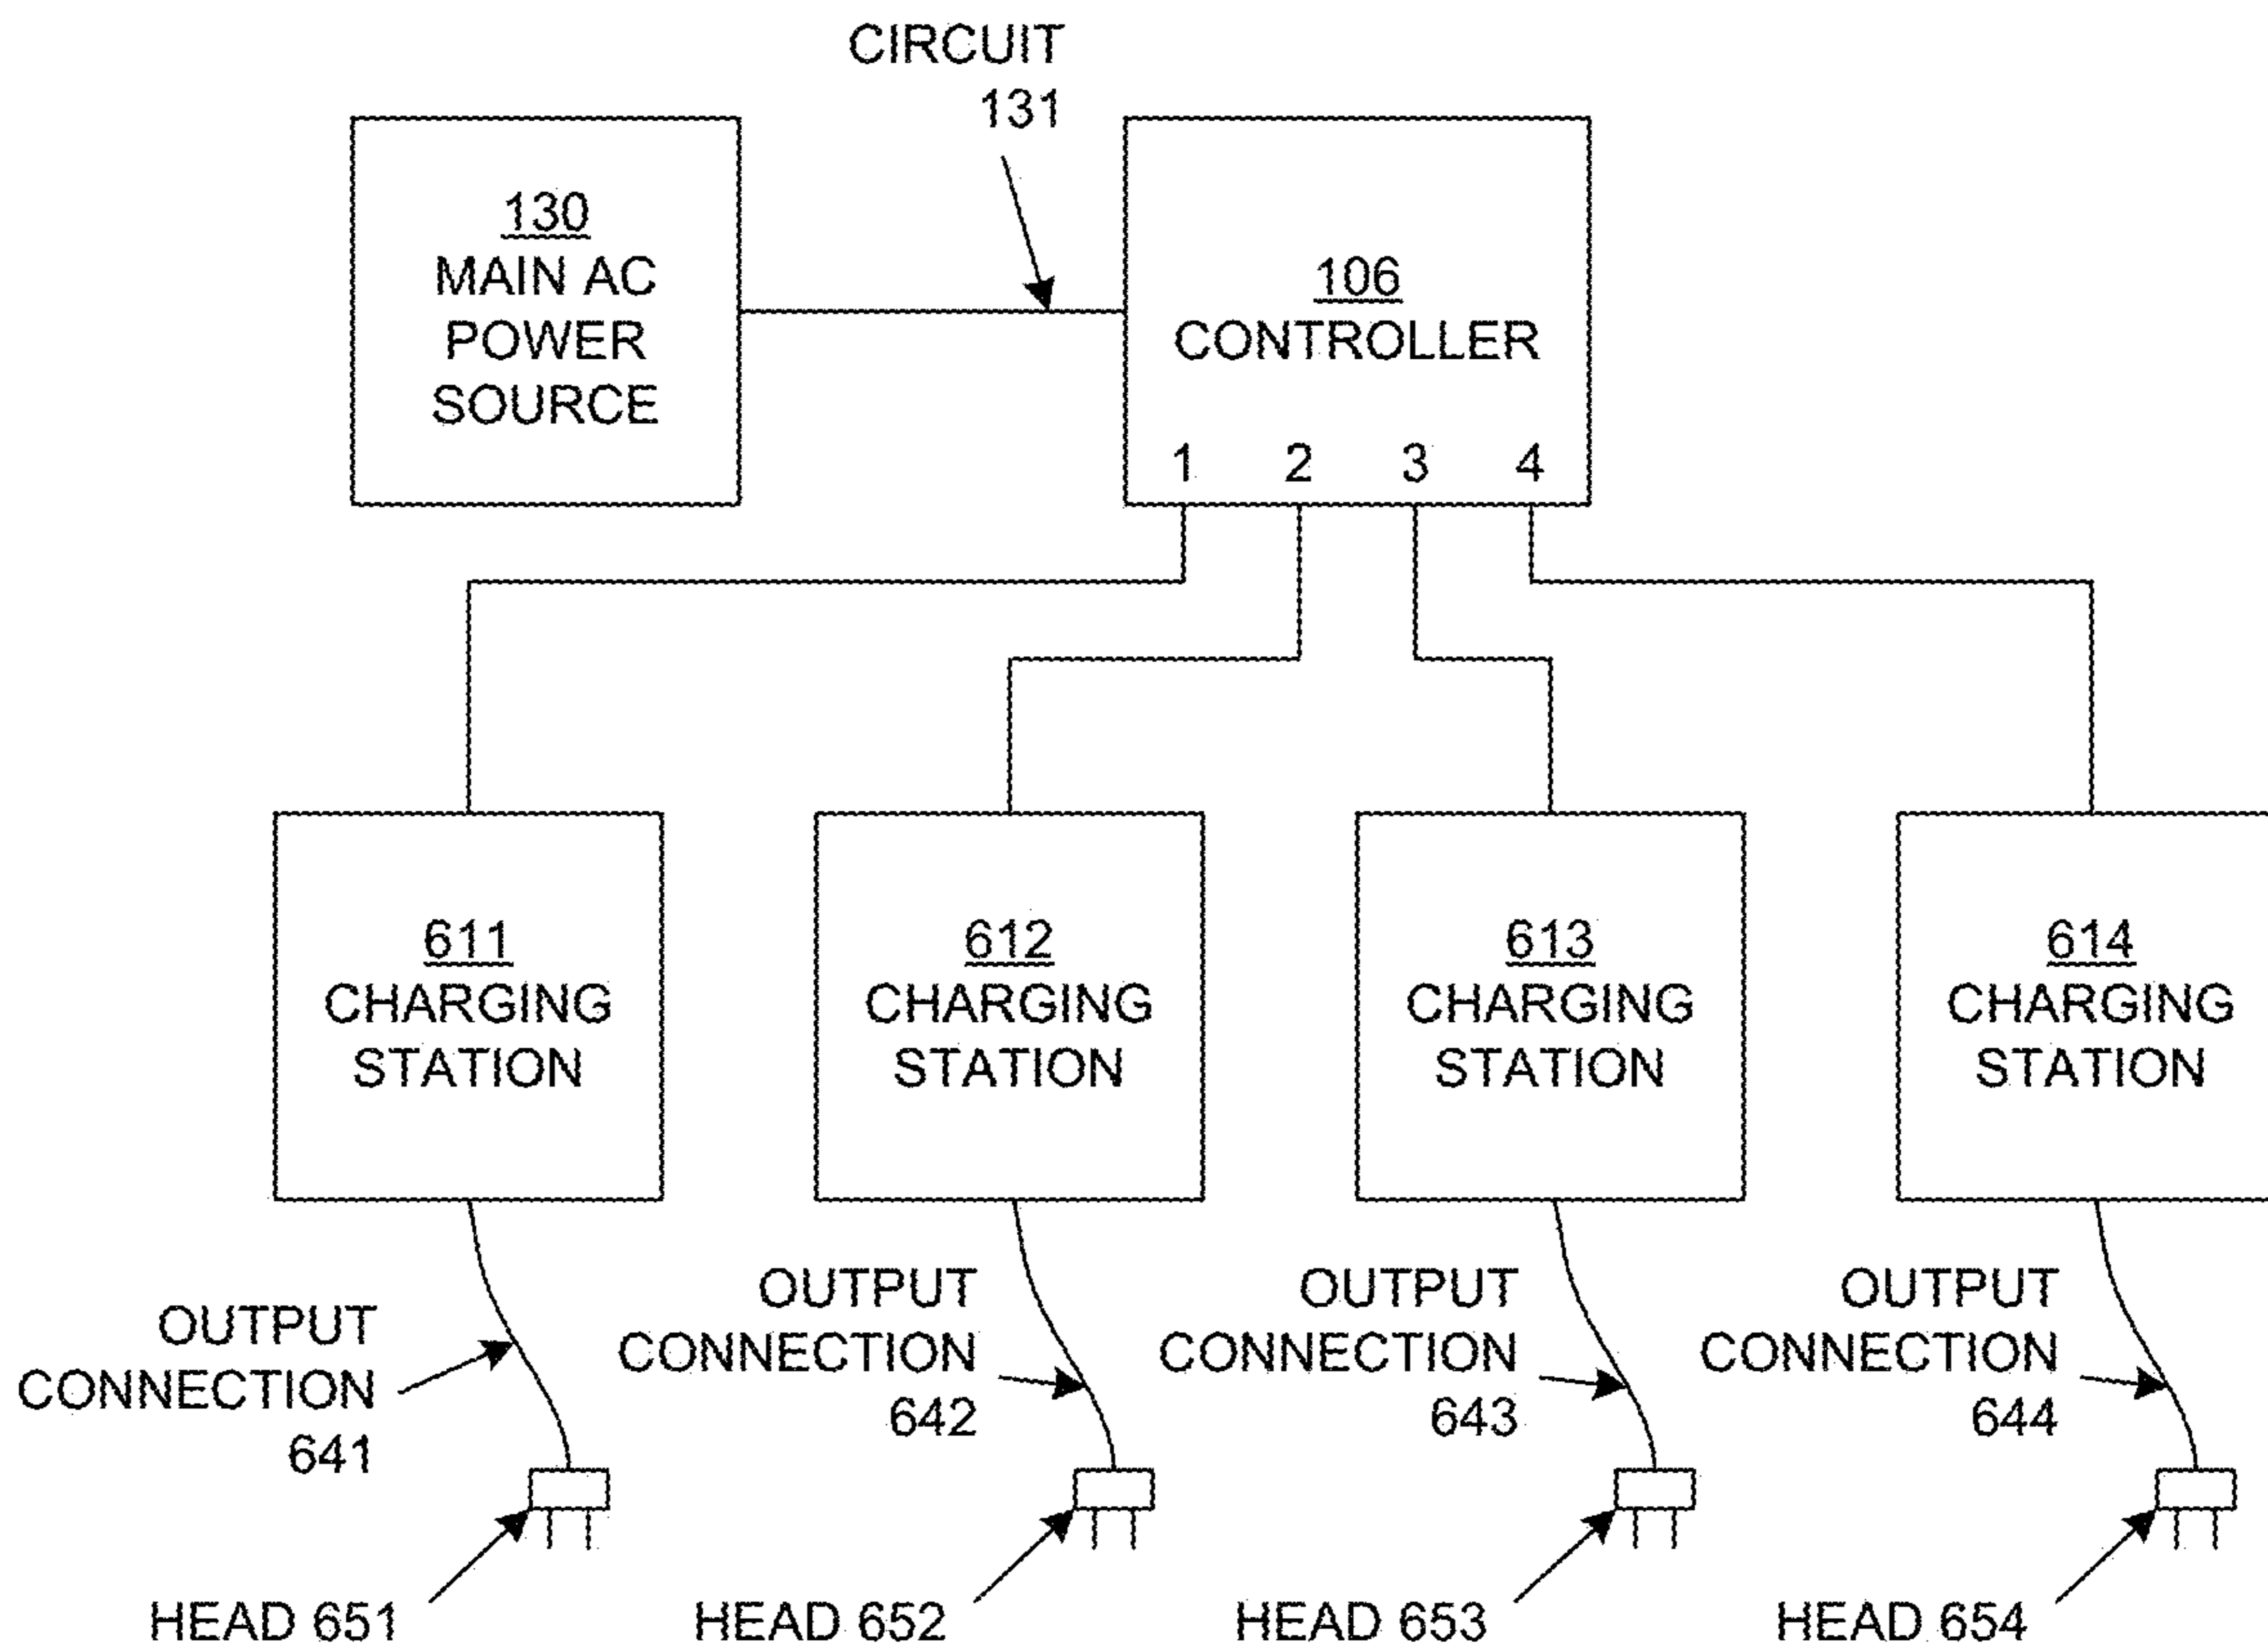 CIRCUIT
131
130
MAIN AC
POWER
SOURCE
106
CONTROLLER
1 2 3 4
611
CHARGING
STATION
612
CHARGING
STATION
613
CHARGING
STATION
614
CHARGING
STATION
OUTPUT
CONNECTION
641
OUTPUT
CONNECTION
642
OUTPUT
CONNECTION
643
OUTPUT
CONNECTION
644
HEAD 651
HEAD 652
HEAD 653
HEAD 654